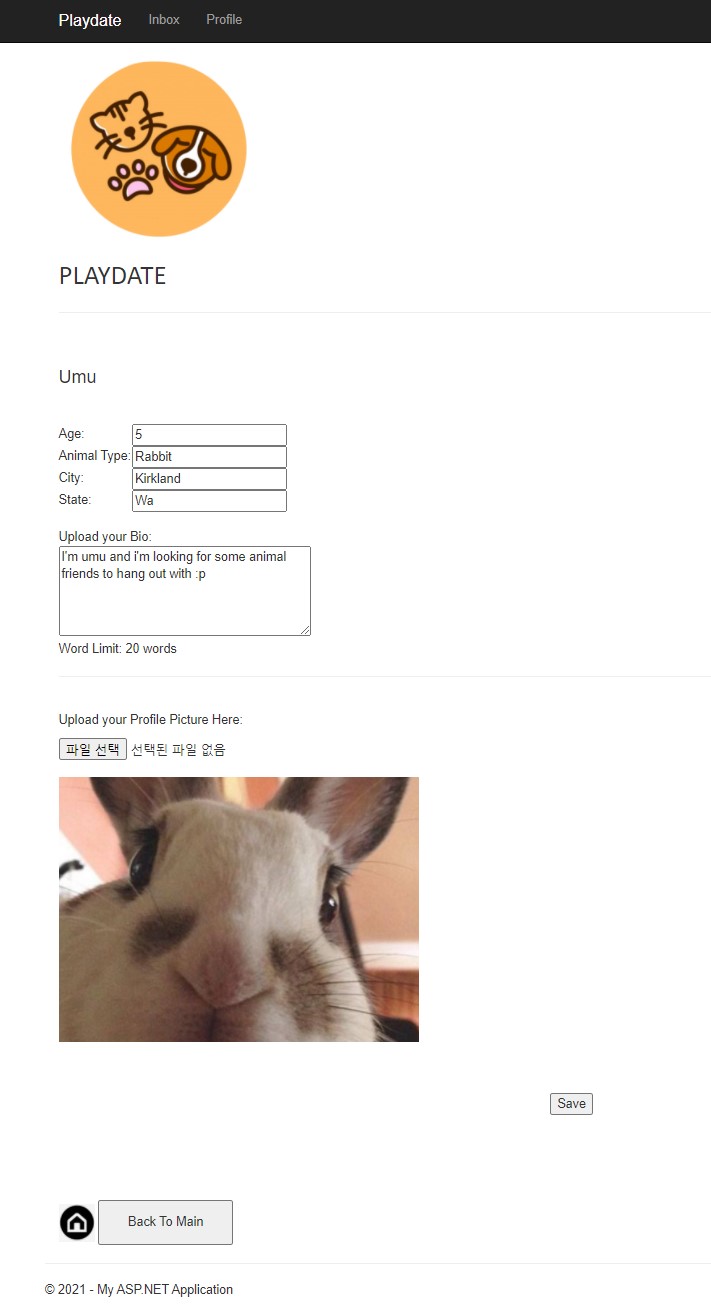 Playdate Inbox Profile
PLAYDATE
Umu
Age: 5
Animal Type: Rabbit
City: Kirkland
State: Wa
Upload your Bio:
I'm umu and i'm looking for some animal
friends to hang out with :p
Word Limit: 20 words
Upload your Profile Picture Here:
파일 선택 선택된 파일 없음
Save
Back To Main
© 2021 - My ASP.NET Application